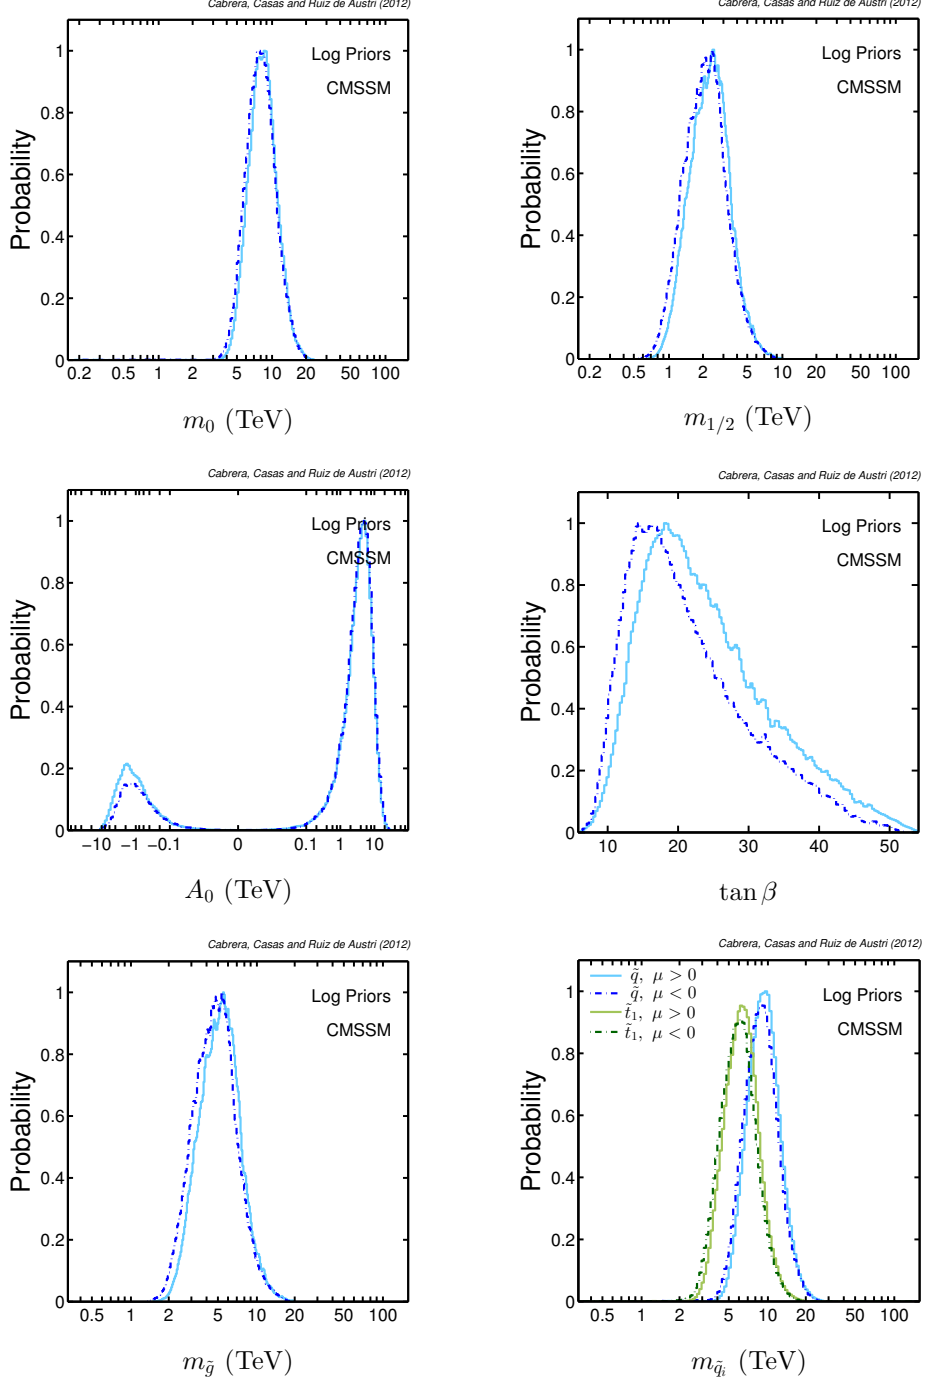 Cabrera, Casas and Ruiz de Austri (2012)
Log Priors
CMSSM
Probability
1
0.8
0.6
0.4
0.2
0
0.2 0.5 1 2 5 10 20 50 100
m₀ (TeV)
Cabrera, Casas and Ruiz de Austri (2012)
Log Priors
CMSSM
Probability
1
0.8
0.6
0.4
0.2
0
0.2 0.5 1 2 5 10 20 50 100
m₁/₂ (TeV)
Cabrera, Casas and Ruiz de Austri (2012)
Log Priors
CMSSM
Probability
1
0.8
0.6
0.4
0.2
0
−10 −1 −0.1 0 0.1 1 10
A₀ (TeV)
Cabrera, Casas and Ruiz de Austri (2012)
Log Priors
CMSSM
Probability
1
0.8
0.6
0.4
0.2
0
10 20 30 40 50
tan β
Cabrera, Casas and Ruiz de Austri (2012)
Log Priors
CMSSM
Probability
1
0.8
0.6
0.4
0.2
0
0.5 1 2 5 10 20 50 100
m_g̃ (TeV)
Cabrera, Casas and Ruiz de Austri (2012)
q̃, μ > 0
q̃, μ < 0
t̃₁, μ > 0
t̃₁, μ < 0
Log Priors
CMSSM
Probability
1
0.8
0.6
0.4
0.2
0
0.5 1 2 5 10 20 50 100
m_q̃ᵢ (TeV)